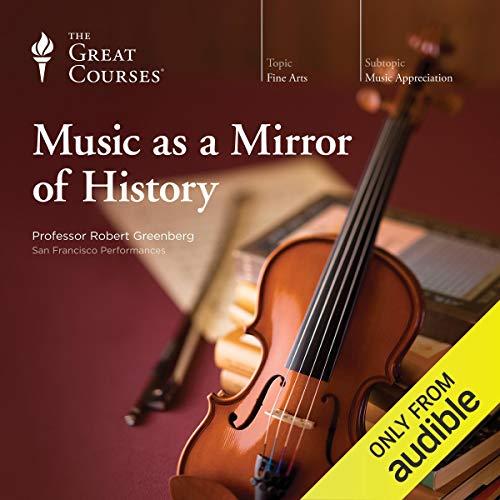 THE
GREAT
COURSES®
Topic
Fine Arts
Subtopic
Music Appreciation
Music as a Mirror
of History
Professor Robert Greenberg
San Francisco Performances
ONLY FROM
audible